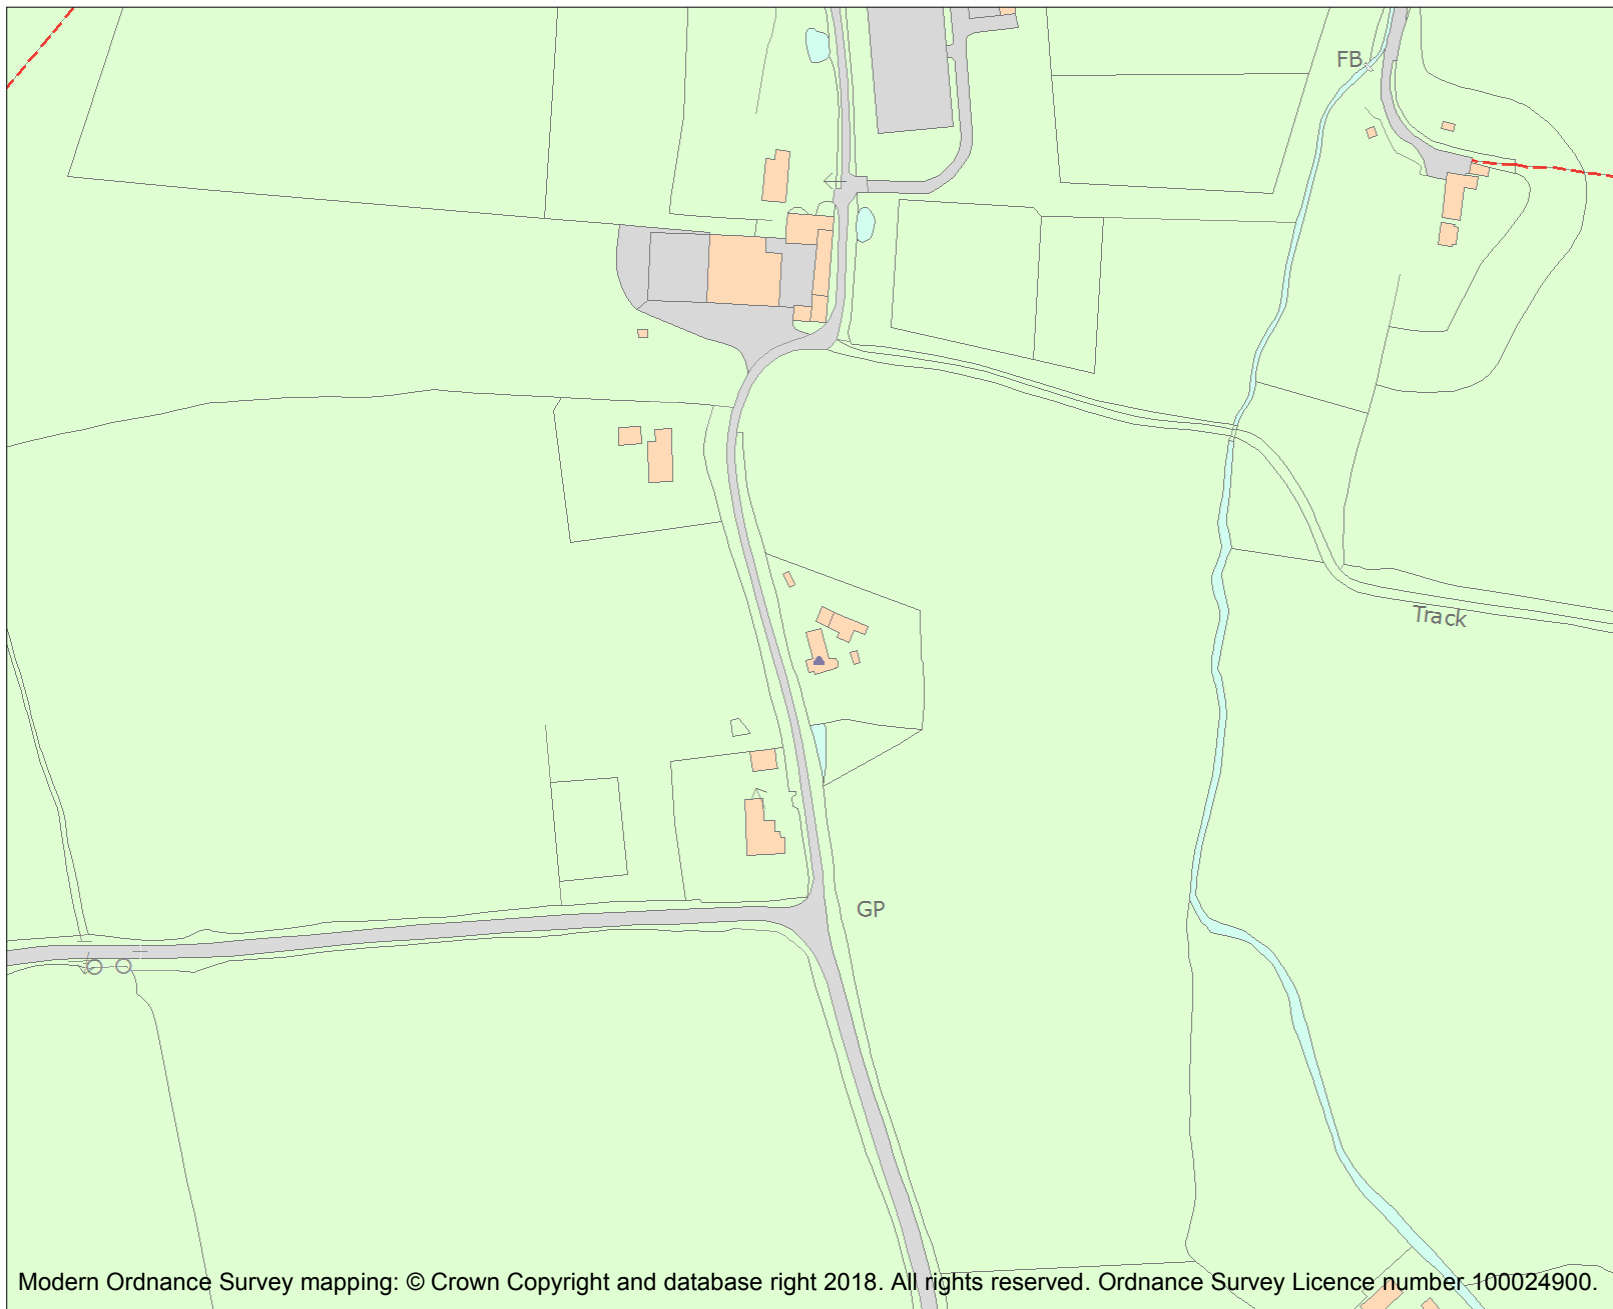 FB
Track
GP
Modern Ordnance Survey mapping: © Crown Copyright and database right 2018. All rights reserved. Ordnance Survey Licence number 100024900.